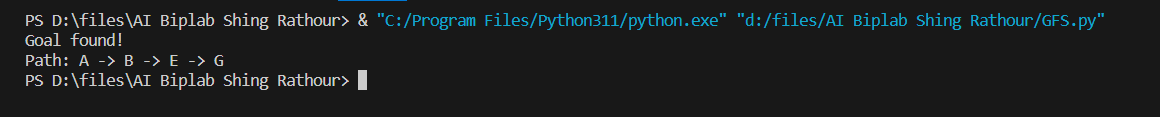 PS D:\files\AI Biplab Shing Rathour> & "C:/Program Files/Python311/python.exe" "d:/files/AI Biplab Shing Rathour/GFS.py"
Goal found!
Path: A -> B -> E -> G
PS D:\files\AI Biplab Shing Rathour>